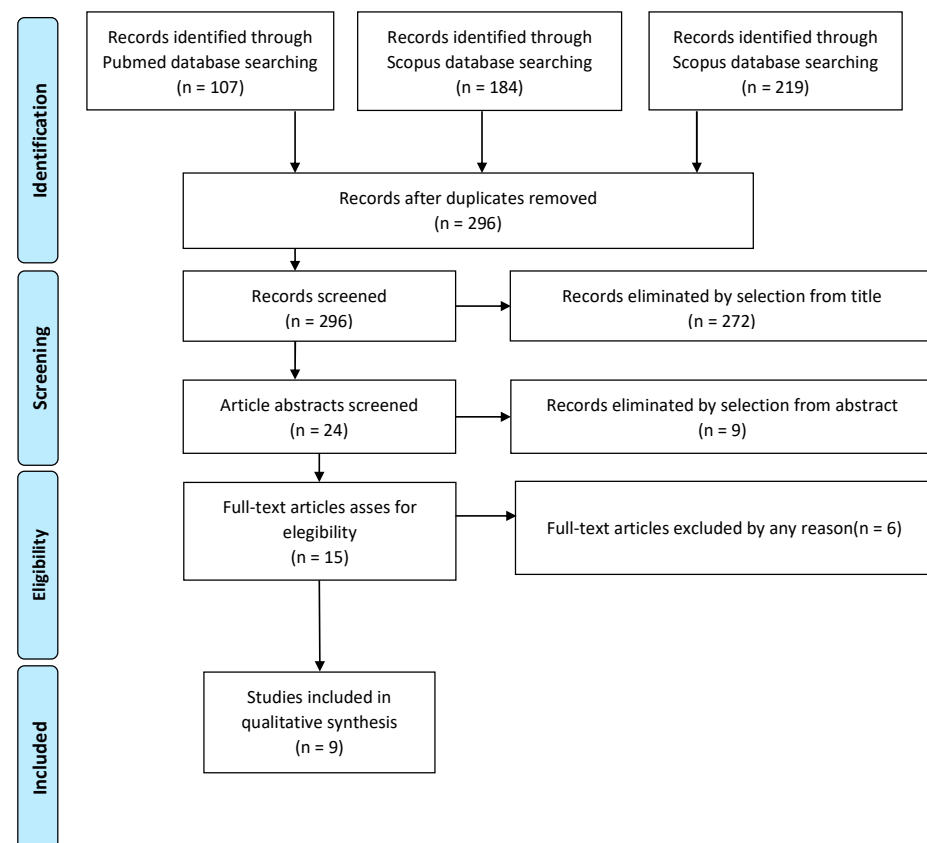 Identification
Records identified through
Pubmed database searching
(n = 107)
Records identified through
Scopus database searching
(n = 184)
Records identified through
Scopus database searching
(n = 219)
Records after duplicates removed
(n = 296)
Screening
Records screened
(n = 296)
Records eliminated by selection from title
(n = 272)
Article abstracts screened
(n = 24)
Records eliminated by selection from abstract
(n = 9)
Eligibility
Full-text articles asses for
elegibility
(n = 15)
Full-text articles excluded by any reason(n = 6)
Included
Studies included in
qualitative synthesis
(n = 9)